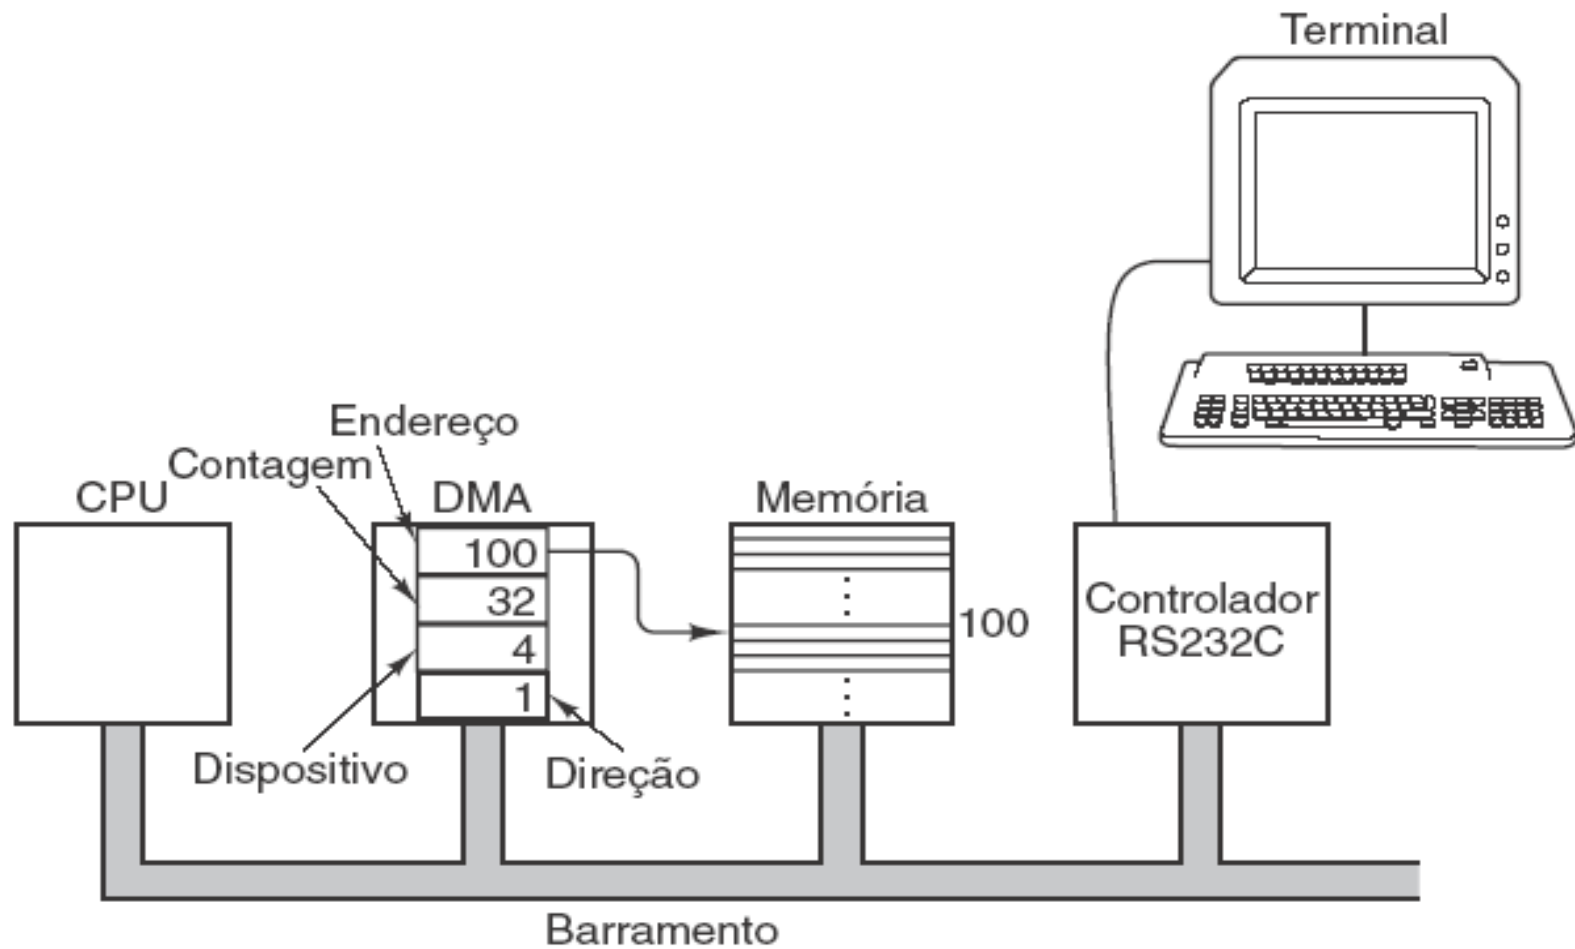 Terminal
Endereço
Contagem
CPU
DMA
Memória
100
32
4
1
100
Controlador
RS232C
Dispositivo
Direção
Barramento